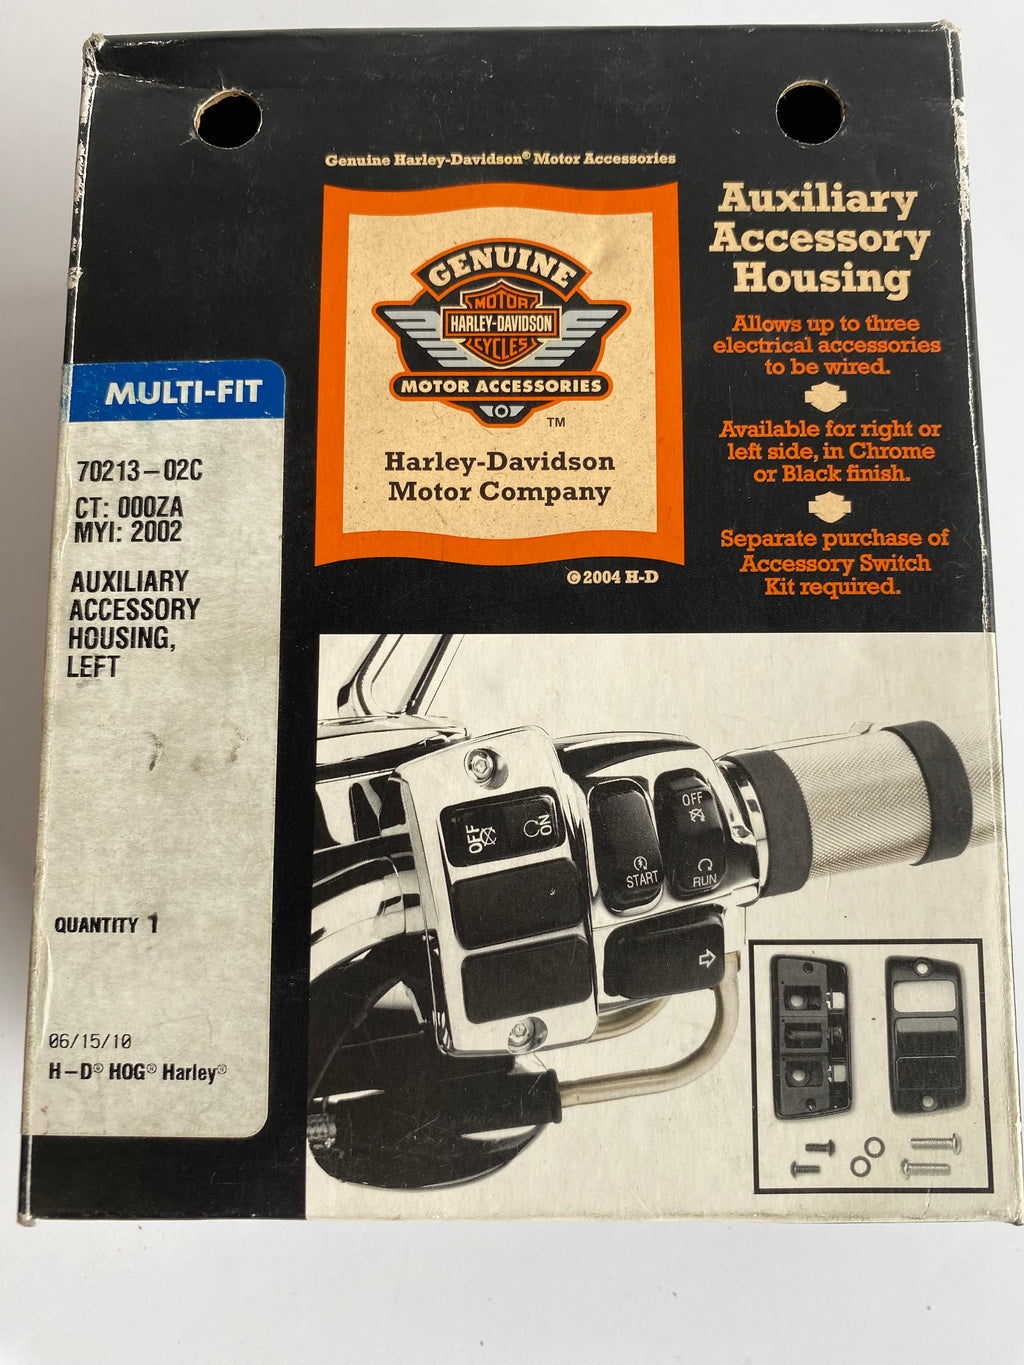 Genuine Harley-Davidson® Motor Accessories
GENUINE
MOTOR
HARLEY-DAVIDSON
CYCLES
MOTOR ACCESSORIES
TM
Harley-Davidson
Motor Company
©2004 H-D
Auxiliary
Accessory
Housing
Allows up to three
electrical accessories
to be wired.
Available for right or
left side, in Chrome
or Black finish.
Separate purchase of
Accessory Switch
Kit required.
MULTI-FIT
70213-02C
CT: 000ZA
MYI: 2002
AUXILIARY
ACCESSORY
HOUSING,
LEFT
QUANTITY 1
06/15/10
H-D® HOG® Harley®
OFF
ON
START
OFF
RUN